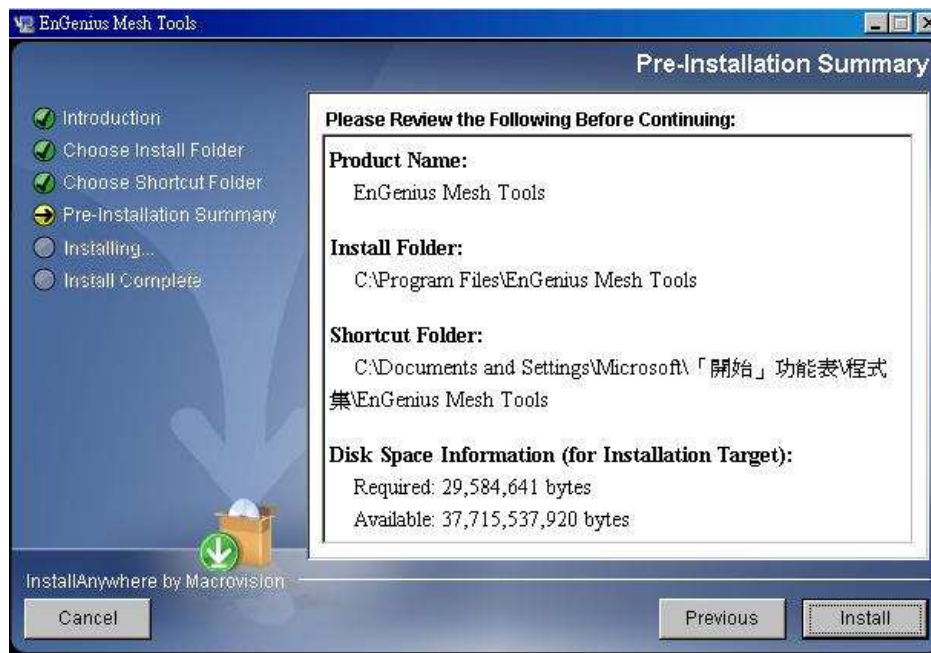 EnGenius Mesh Tools
Pre-Installation Summary
Introduction
Choose Install Folder
Choose Shortcut Folder
Pre-Installation Summary
Installing...
Install Complete
Please Review the Following Before Continuing:
Product Name:
EnGenius Mesh Tools
Install Folder:
C:\Program Files\EnGenius Mesh Tools
Shortcut Folder:
C:\Documents and Settings\Microsoft\「開始」功能表\程式
集\EnGenius Mesh Tools
Disk Space Information (for Installation Target):
Required: 29,584,641 bytes
Available: 37,715,537,920 bytes
InstallAnywhere by Macrovision
Cancel
Previous
Install